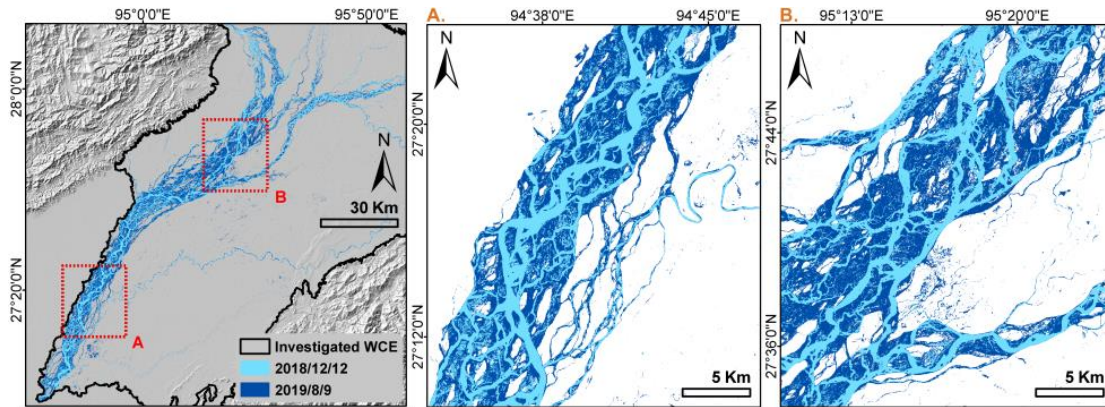 95°0'0"E
95°50'0"E
28°0'0"N
27°20'0"N
N
30 Km
B
A
Investigated WCE
2018/12/12
2019/8/9
A.
94°38'0"E
94°45'0"E
N
27°20'0"N
27°12'0"N
5 Km
B.
95°13'0"E
95°20'0"E
N
27°44'0"N
27°36'0"N
5 Km